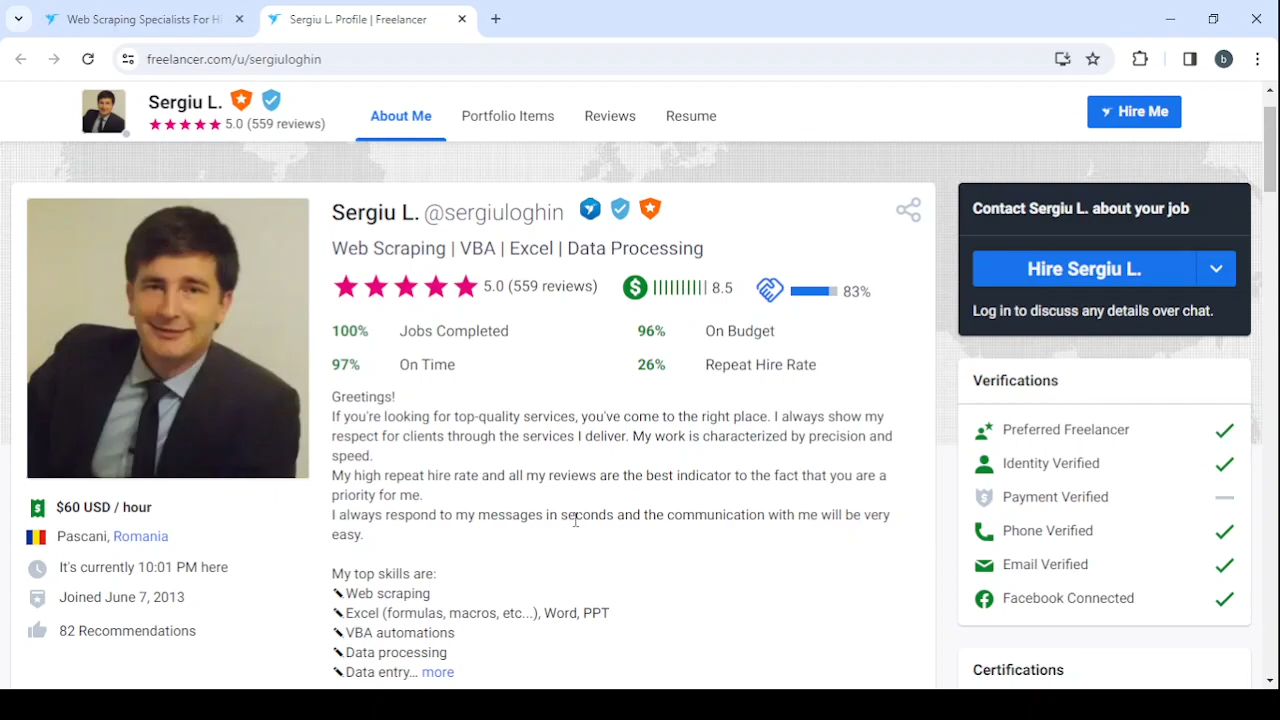 Web Scraping Specialists For Hi
Sergiu L. Profile | Freelancer
freelancer.com/u/sergiuloghin
b
Sergiu L.
5.0 (559 reviews)
About Me
Portfolio Items
Reviews
Resume
Hire Me
Sergiu L. @sergiuloghin
Web Scraping | VBA | Excel | Data Processing
5.0 (559 reviews)
$
8.5
83%
100% Jobs Completed
96% On Budget
97% On Time
26% Repeat Hire Rate
Greetings!
If you're looking for top-quality services, you've come to the right place. I always show my
respect for clients through the services I deliver. My work is characterized by precision and
speed.
My high repeat hire rate and all my reviews are the best indicator to the fact that you are a
priority for me.
I always respond to my messages in seconds and the communication with me will be very
easy.
My top skills are:
Web scraping
Excel (formulas, macros, etc...), Word, PPT
VBA automations
Data processing
Data entry... more
$60 USD / hour
Pascani, Romania
It's currently 10:01 PM here
Joined June 7, 2013
82 Recommendations
Contact Sergiu L. about your job
Hire Sergiu L.
Log in to discuss any details over chat.
Verifications
Preferred Freelancer
Identity Verified
Payment Verified
Phone Verified
Email Verified
Facebook Connected
Certifications